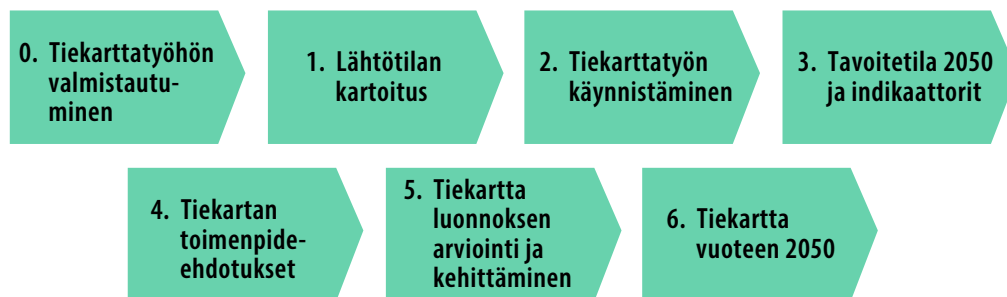 0. Tiekarttatyöhön
valmistautu-
minen
1. Lähtötilan
kartoitus
2. Tiekarttatyön
käynnistäminen
3. Tavoitetila 2050
ja indikaattorit
4. Tiekartan
toimenpide-
ehdotukset
5. Tiekartta
luonnoksen
arviointi ja
kehittäminen
6. Tiekartta
vuoteen 2050